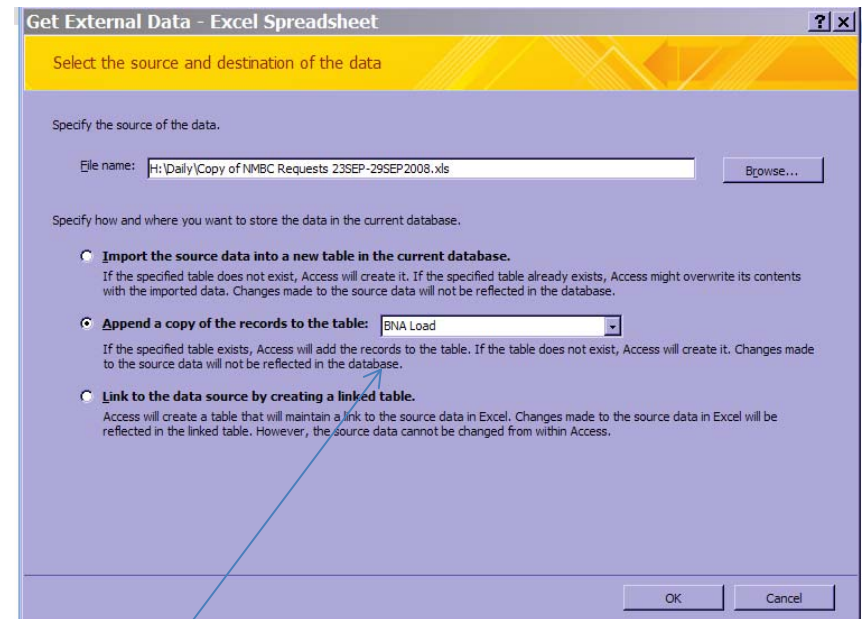 Get External Data - Excel Spreadsheet
Select the source and destination of the data
Specify the source of the data.
File name: H:\Daily\Copy of NMBC Requests 23SEP-29SEP2008.xls Browse...
Specify how and where you want to store the data in the current database.
Import the source data into a new table in the current database.
If the specified table does not exist, Access will create it. If the specified table already exists, Access might overwrite its contents
with the imported data. Changes made to the source data will not be reflected in the database.
Append a copy of the records to the table: BNA Load
If the specified table exists, Access will add the records to the table. If the table does not exist, Access will create it. Changes made
to the source data will not be reflected in the database.
Link to the data source by creating a linked table.
Access will create a table that will maintain a link to the source data in Excel. Changes made to the source data in Excel will be
reflected in the linked table. However, the source data cannot be changed from within Access.
OK Cancel